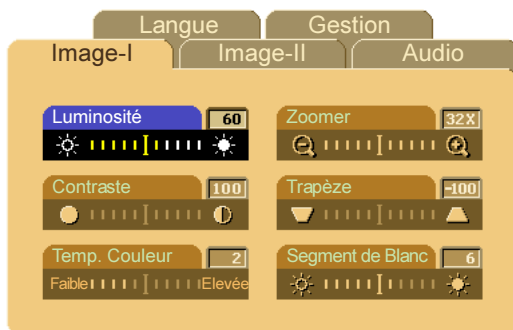 Langue Gestion
Image-I Image-II Audio
Luminosité 60
Zoomer 32X
Contraste 100
Trapèze -100
Temp. Couleur 2
Faible Elevée
Segment de Blanc 6